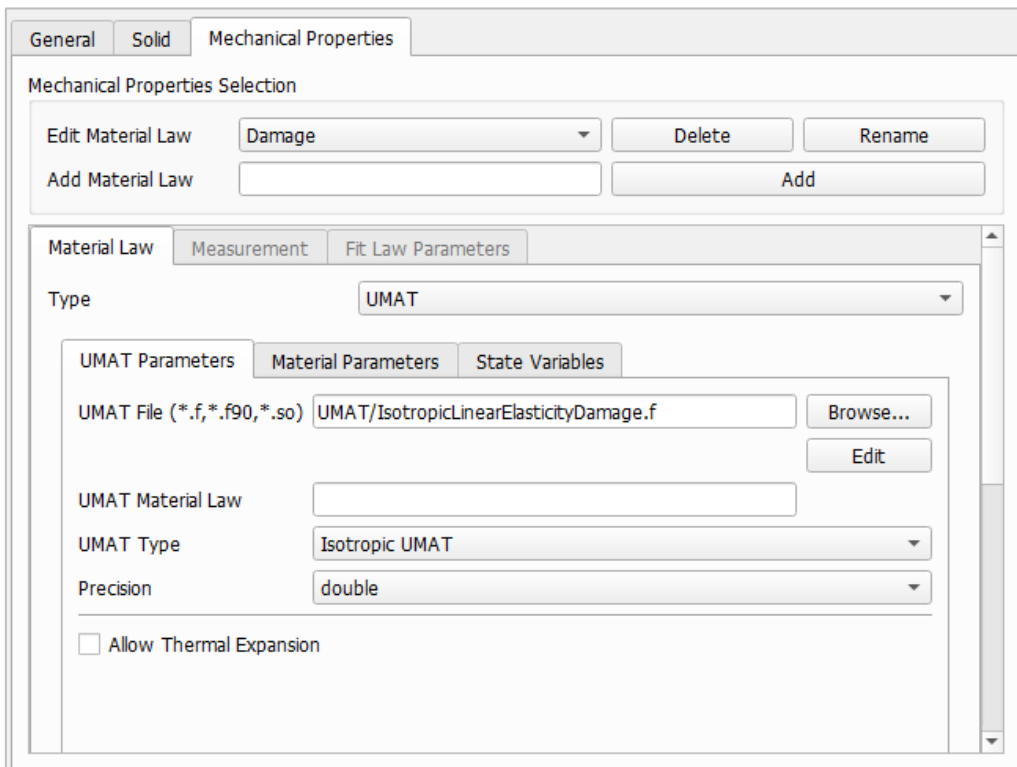 General Solid Mechanical Properties
Mechanical Properties Selection
Edit Material Law Damage Delete Rename
Add Material Law Add
Material Law Measurement Fit Law Parameters
Type UMAT
UMAT Parameters Material Parameters State Variables
UMAT File (*.f,*.f90,*.so) UMAT/IsotropicLinearElasticityDamage.f Browse...
Edit
UMAT Material Law
UMAT Type Isotropic UMAT
Precision double
Allow Thermal Expansion